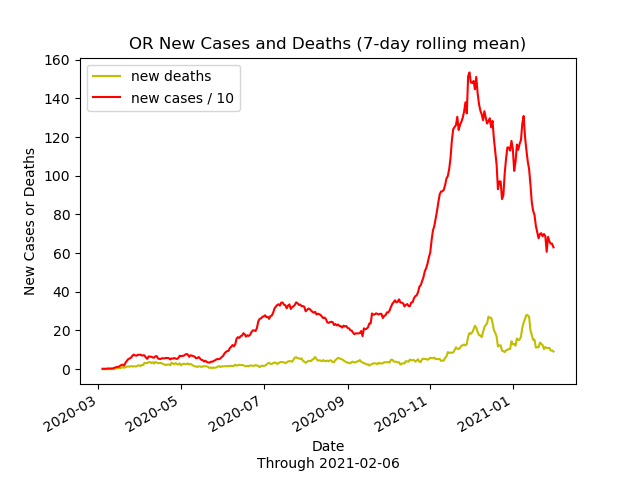 OR New Cases and Deaths (7-day rolling mean)
new deaths
new cases / 10
160
140
120
100
80
60
40
20
0
New Cases or Deaths
2020-03
2020-05
2020-07
2020-09
2020-11
2021-01
Date
Through 2021-02-06